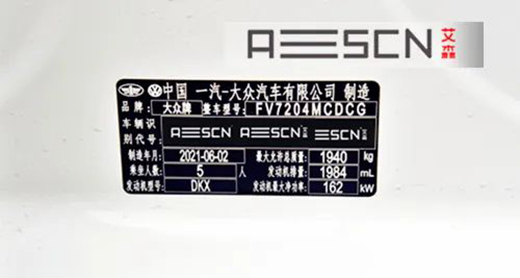 AESCN 艾森
中国 一汽-大众汽车有限公司 制造
品牌: 大众牌 整车型号: FV7204MCDCG
车辆识别代号: AESCN AESCN AESCN
制造年月: 2021-06-02 最大允许总质量: 1940 kg
乘坐人数: 5 人 发动机排量: 1984 mL
发动机型号: DKX 发动机最大净功率: 162 kW